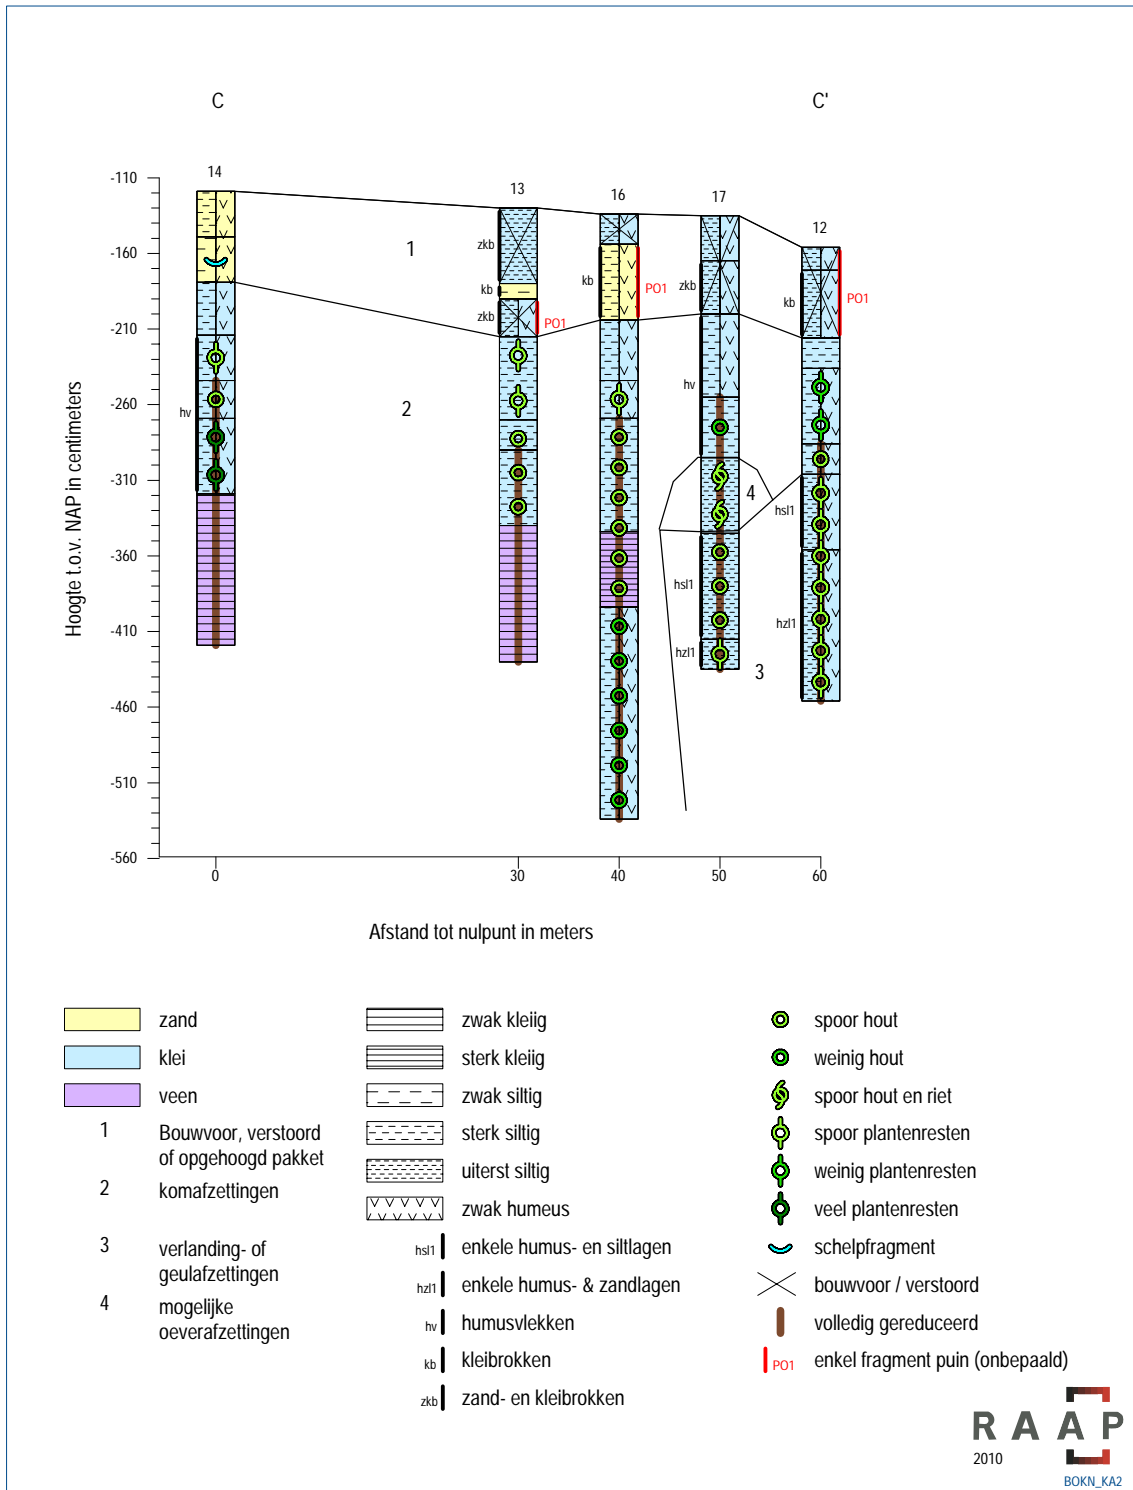 C
C'
14
13
16
17
12
-110
-160
-210
-260
-310
-360
-410
-460
-510
-560
Hoogte t.o.v. NAP in centimeters
1
2
3
4
zkb
kb
zkb
PO1
kb
PO1
zkb
kb
PO1
hv
hv
hsl1
hsl1
hzl1
hzl1
0
30
40
50
60
Afstand tot nulpunt in meters
zand
klei
veen
1 Bouwvoor, verstoord
of opgehoogd pakket
2 komafzettingen
3 verlanding- of
geulafzettingen
4 mogelijke
oeverafzettingen
zwak kleiig
sterk kleiig
zwak siltig
sterk siltig
uiterst siltig
zwak humeus
hsl1 enkele humus- en siltlagen
hzl1 enkele humus- & zandlagen
hv humusvlekken
kb kleibrokken
zkb zand- en kleibrokken
spoor hout
weinig hout
spoor hout en riet
spoor plantenresten
weinig plantenresten
veel plantenresten
schelpfragment
bouwvoor / verstoord
volledig gereduceerd
PO1 enkel fragment puin (onbepaald)
RAAP
2010
BOKN_KA2